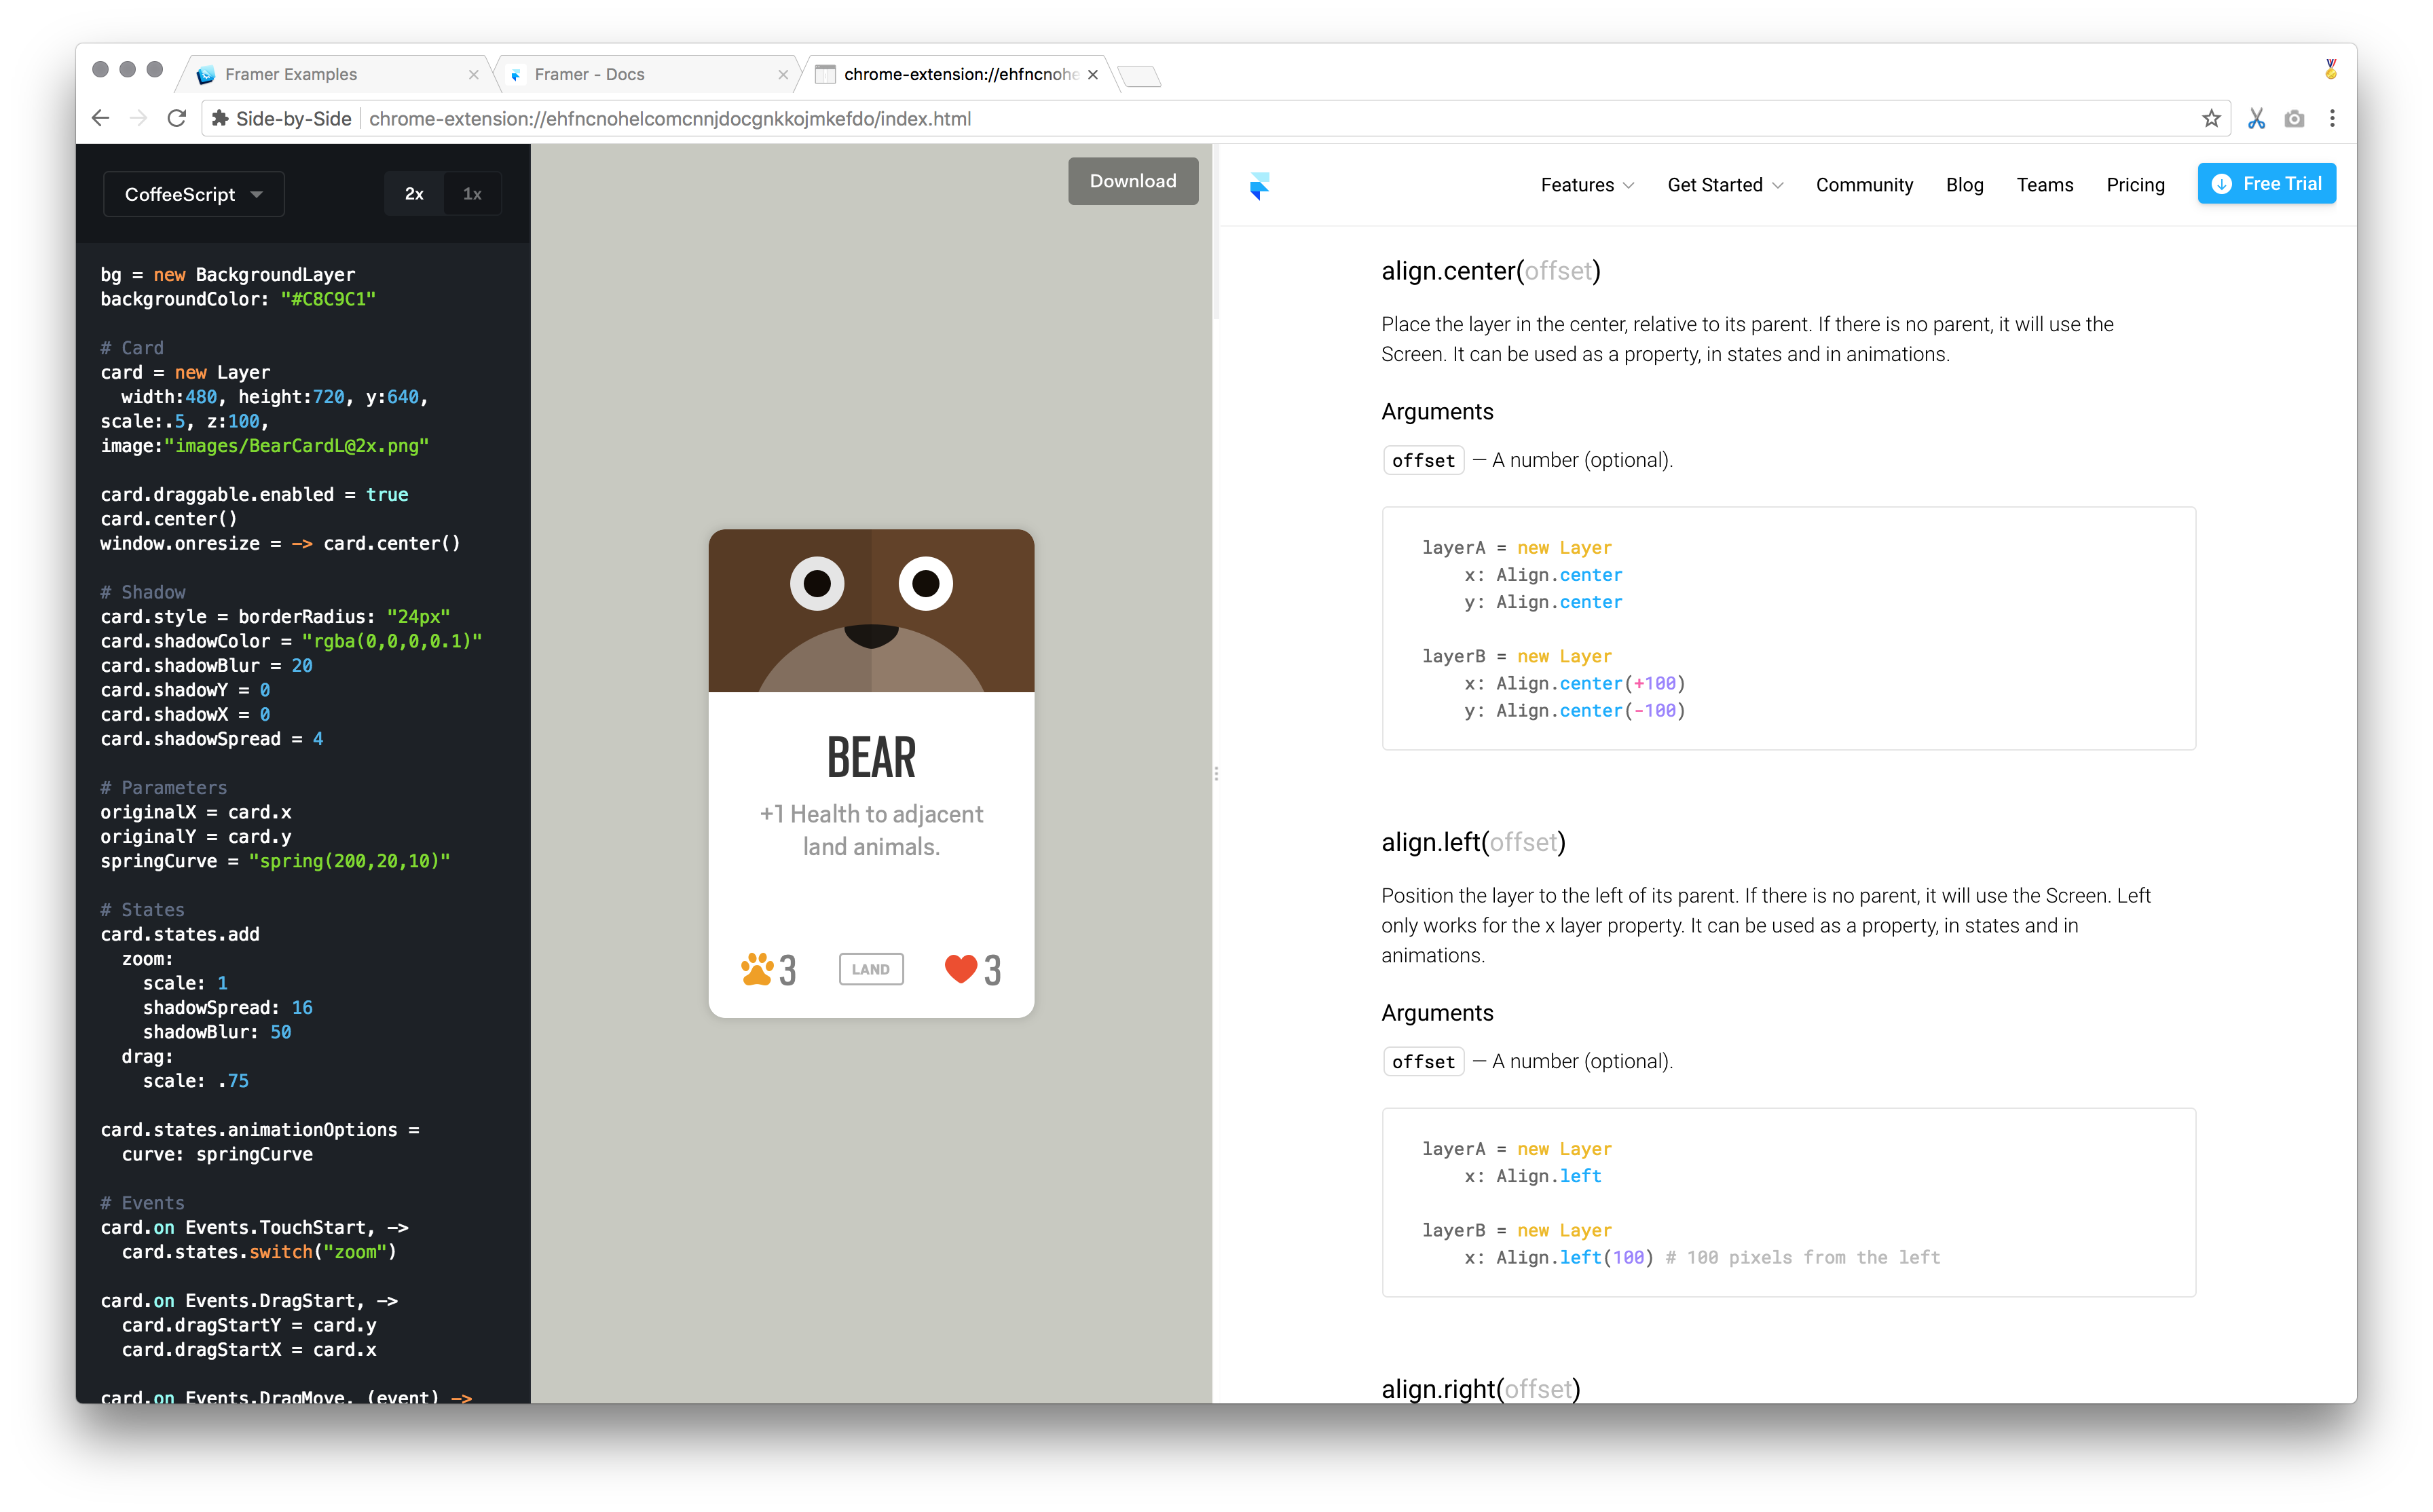 Framer Examples
Framer - Docs
chrome-extension://ehfncnohe
Side-by-Side
chrome-extension://ehfncnohelcomcnnjdocgnkkojmkefdo/index.html
CoffeeScript
2x
1x
bg = new BackgroundLayer
backgroundColor: "#C8C9C1"
# Card
card = new Layer
width:480, height:720, y:640,
scale:.5, z:100,
image:"images/BearCardL@2x.png"
card.draggable.enabled = true
card.center()
window.onresize = -> card.center()
# Shadow
card.style = borderRadius: "24px"
card.shadowColor = "rgba(0,0,0,0.1)"
card.shadowBlur = 20
card.shadowY = 0
card.shadowX = 0
card.shadowSpread = 4
# Parameters
originalX = card.x
originalY = card.y
springCurve = "spring(200,20,10)"
# States
card.states.add
zoom:
scale: 1
shadowSpread: 16
shadowBlur: 50
drag:
scale: .75
card.states.animationOptions =
curve: springCurve
# Events
card.on Events.TouchStart, ->
card.states.switch("zoom")
card.on Events.DragStart, ->
card.dragStartY = card.y
card.dragStartX = card.x
card.on Events.DragMove, (event) ->
Download
BEAR
+1 Health to adjacent
land animals.
3
LAND
3
Features
Get Started
Community
Blog
Teams
Pricing
Free Trial
align.center(offset)
Place the layer in the center, relative to its parent. If there is no parent, it will use the
Screen. It can be used as a property, in states and in animations.
Arguments
offset — A number (optional).
layerA = new Layer
x: Align.center
y: Align.center
layerB = new Layer
x: Align.center(+100)
y: Align.center(-100)
align.left(offset)
Position the layer to the left of its parent. If there is no parent, it will use the Screen. Left
only works for the x layer property. It can be used as a property, in states and in
animations.
Arguments
offset — A number (optional).
layerA = new Layer
x: Align.left
layerB = new Layer
x: Align.left(100) # 100 pixels from the left
align.right(offset)